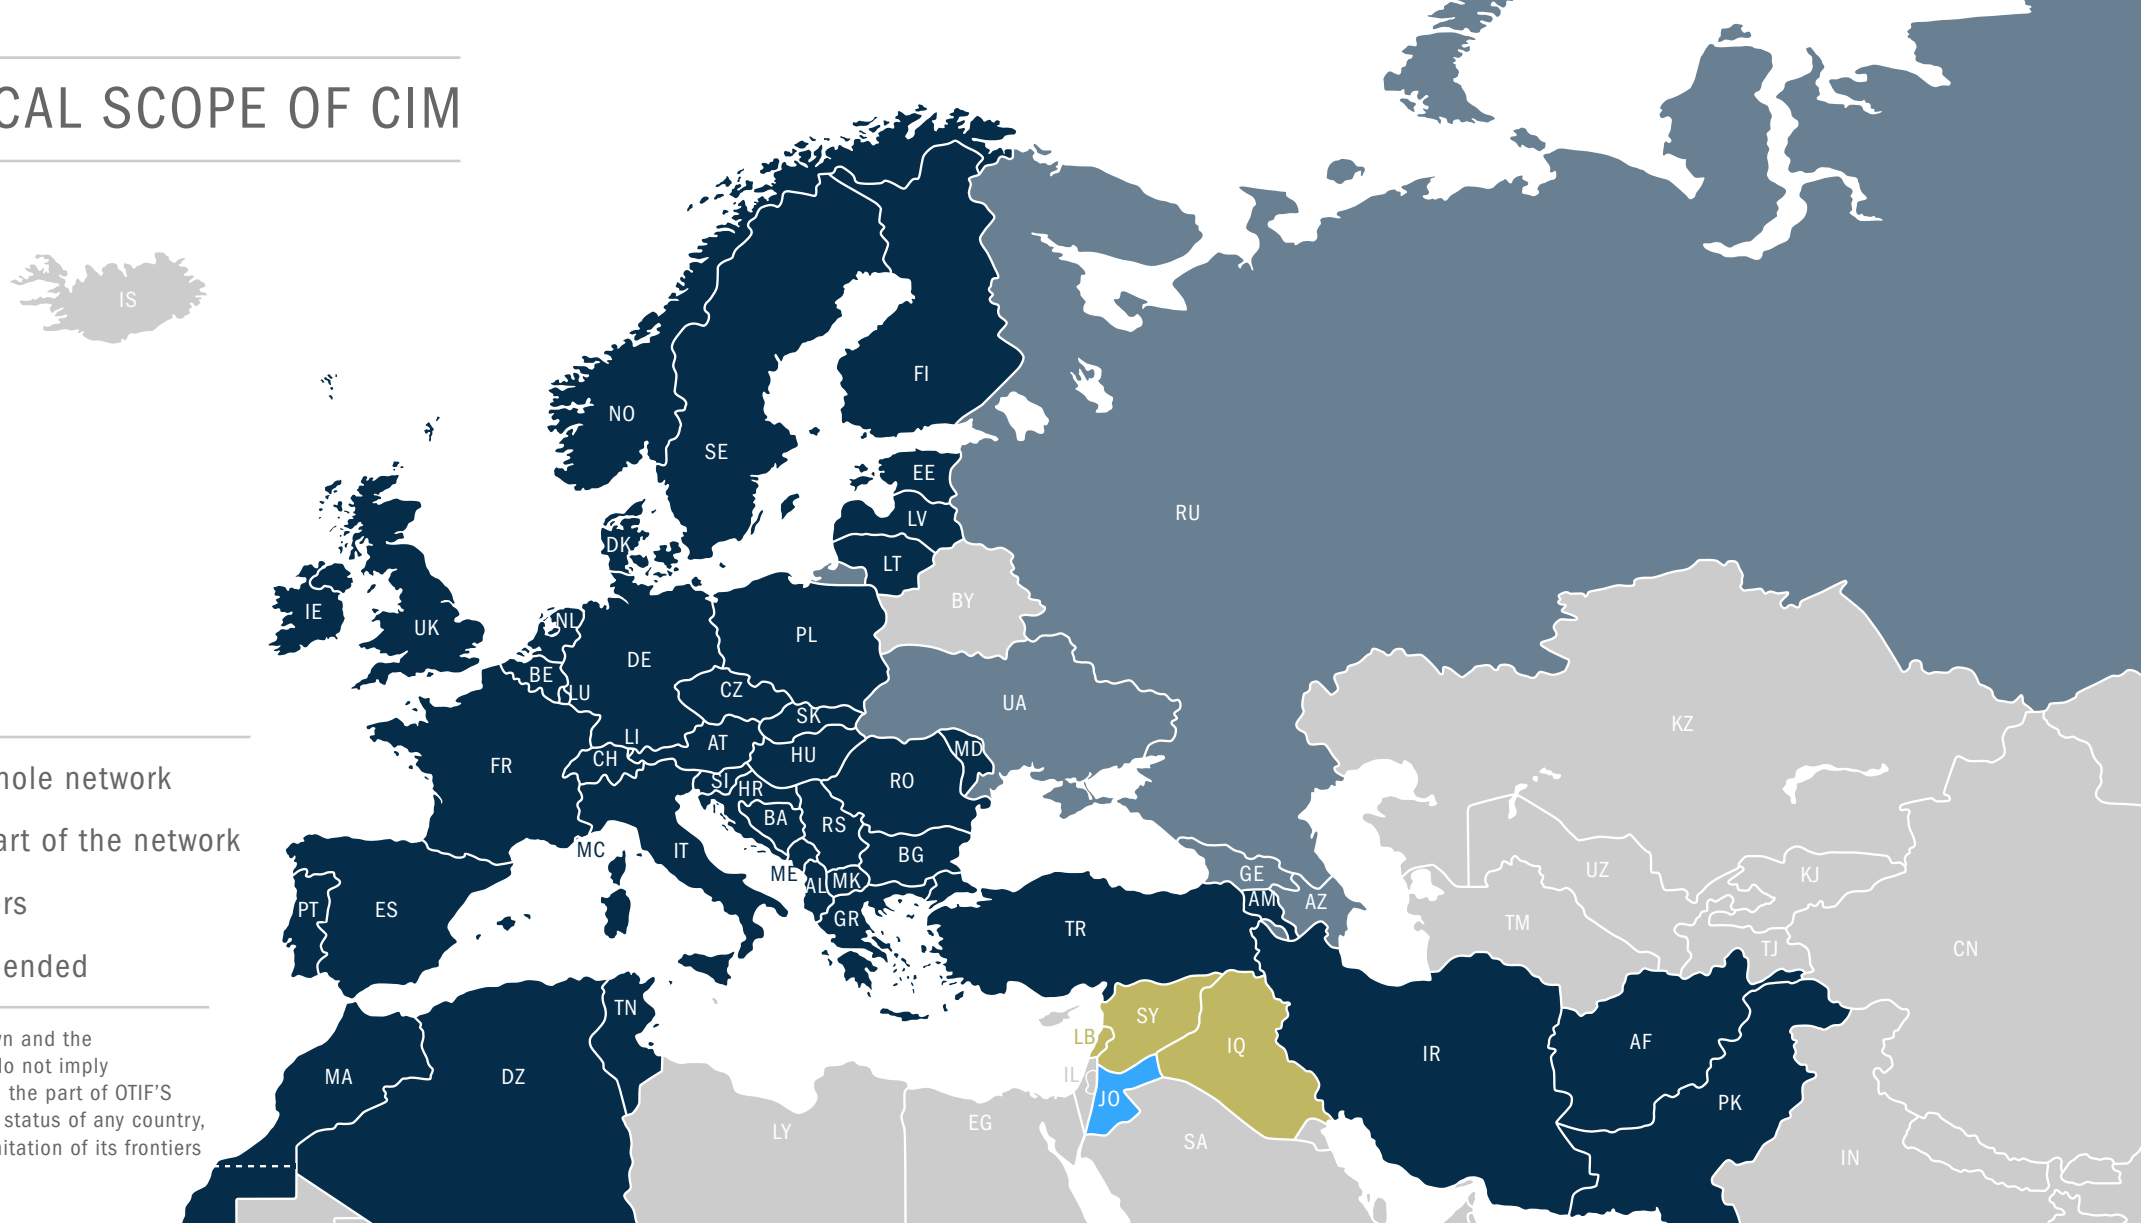 CAL SCOPE OF CIM
IS
FI
NO
SE
EE
RU
LV
DK
LT
BY
IE
NL
UK
PL
DE
BE
CZ
LU
UA
SK
KZ
LI
AT
MD
HU
CH
FR
hole network
RO
SI
HR
BA
RS
art of the network
MC
IT
BG
UZ
GE
KJ
ME
AL
MK
AM
AZ
rs
PT
ES
GR
TR
TM
TJ
CN
ended
TN
SY
wn and the
LB
IQ
AF
IR
do not imply
MA
DZ
IL
the part of OTIF'S
JO
PK
status of any country,
LY
EG
SA
mitation of its frontiers
IN